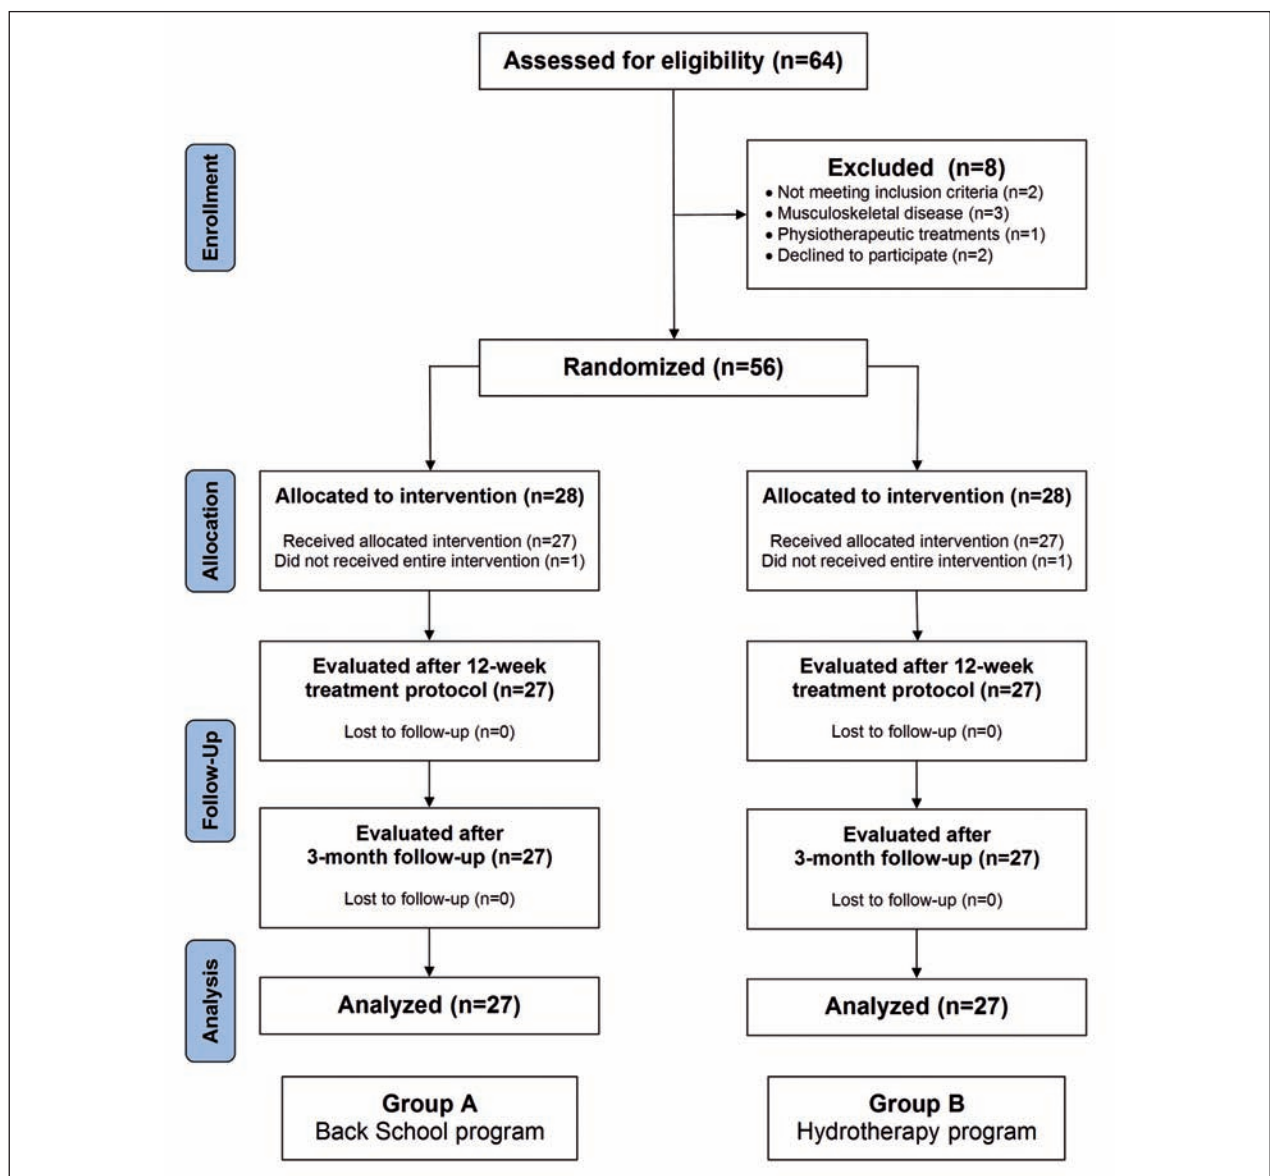 Assessed for eligibility (n=64)
Enrollment
Excluded (n=8)
• Not meeting inclusion criteria (n=2)
• Musculoskeletal disease (n=3)
• Physiotherapeutic treatments (n=1)
• Declined to participate (n=2)
Randomized (n=56)
Allocation
Allocated to intervention (n=28)
Received allocated intervention (n=27)
Did not received entire intervention (n=1)
Allocated to intervention (n=28)
Received allocated intervention (n=27)
Did not received entire intervention (n=1)
Follow-Up
Evaluated after 12-week
treatment protocol (n=27)
Lost to follow-up (n=0)
Evaluated after 12-week
treatment protocol (n=27)
Lost to follow-up (n=0)
Evaluated after
3-month follow-up (n=27)
Lost to follow-up (n=0)
Evaluated after
3-month follow-up (n=27)
Lost to follow-up (n=0)
Analysis
Analyzed (n=27)
Analyzed (n=27)
Group A
Back School program
Group B
Hydrotherapy program